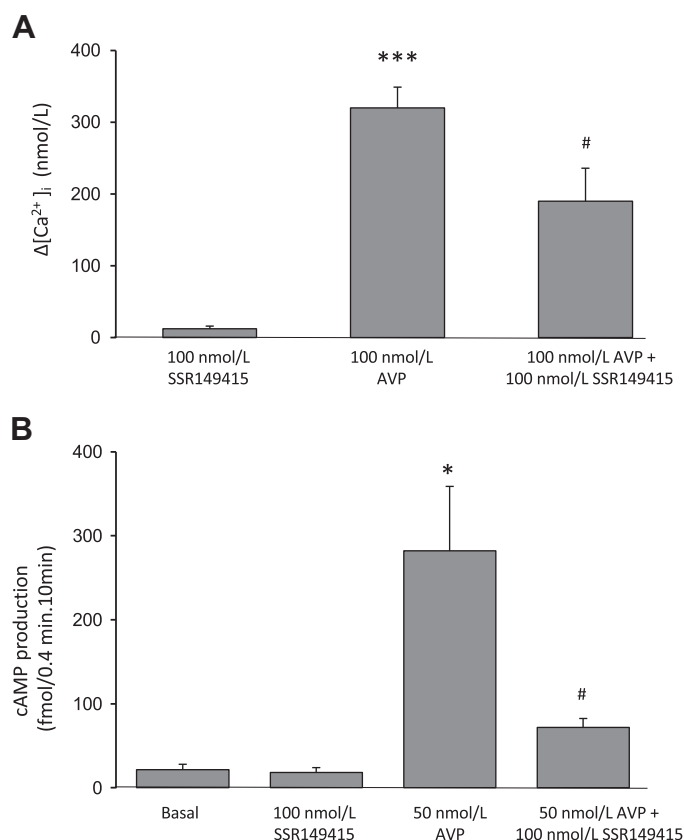 A
400
***
300
#
200
100
0
Δ[Ca²⁺ ]ᵢ (nmol/L)
100 nmol/L
SSR149415
100 nmol/L
AVP
100 nmol/L AVP +
100 nmol/L SSR149415
B
400
*
300
200
#
100
0
cAMP production
(fmol/0.4 min.10min)
Basal
100 nmol/L
SSR149415
50 nmol/L
AVP
50 nmol/L AVP +
100 nmol/L SSR149415